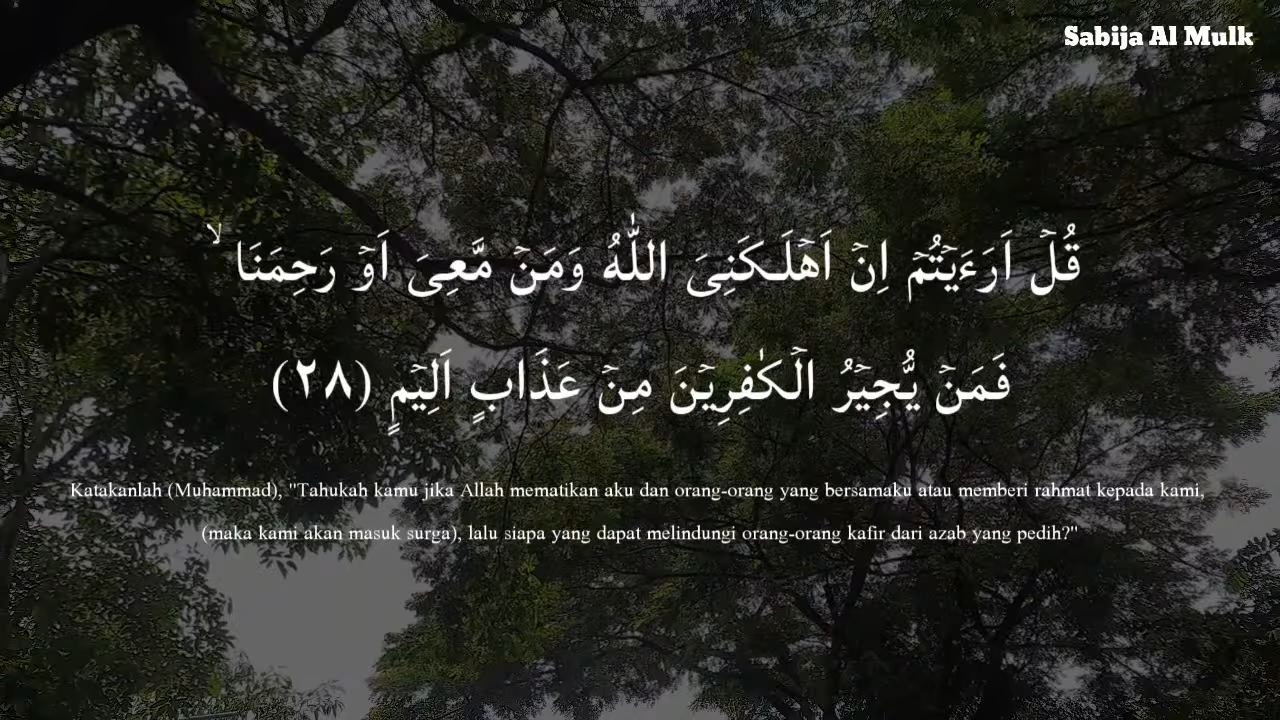 Sabija Al Mulk
قُلۡ اَرَءَيۡتُمۡ اِنۡ اَهۡلَـكَنِىَ اللّٰهُ وَمَنۡ مَّعِىَ اَوۡ رَحِمَنَا ۙ
فَمَنۡ يُّجِيۡرُ الۡكٰفِرِيۡنَ مِنۡ عَذَابٍ اَلِيۡمٍ (٢٨)
Katakanlah (Muhammad), "Tahukah kamu jika Allah mematikan aku dan orang-orang yang bersamaku atau memberi rahmat kepada kami,
(maka kami akan masuk surga), lalu siapa yang dapat melindungi orang-orang kafir dari azab yang pedih?"